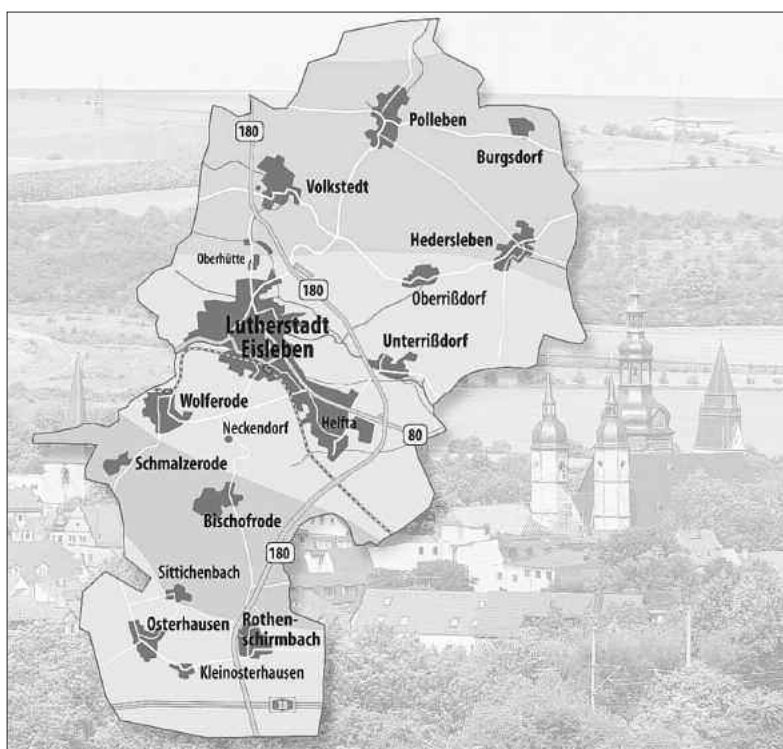 180
Polleben
Burgsdorf
Volkstedt
Hedersleben
Oberhütte
180
Oberrißdorf
Lutherstadt
Eisleben
Unterrißdorf
Wolferode
Helfta
Neckendorf
80
Schmalzerode
Bischofrode
180
Sittichenbach
Osterhausen
Rothen-
schirmbach
Kleinosterhausen